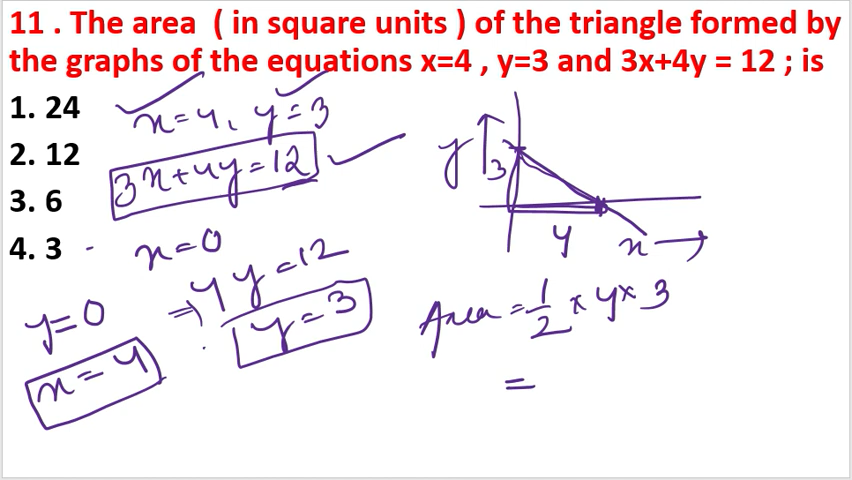 11 . The area ( in square units ) of the triangle formed by
the graphs of the equations x=4 , y=3 and 3x+4y = 12 ; is
1. 24
2. 12
3. 6
4. 3
x=4, y=3
3x+4y=12
x=0
⇒ 4y=12
y=3
y=0
x=4
y
3
4
x
Area = 1/2 × 4 × 3
=